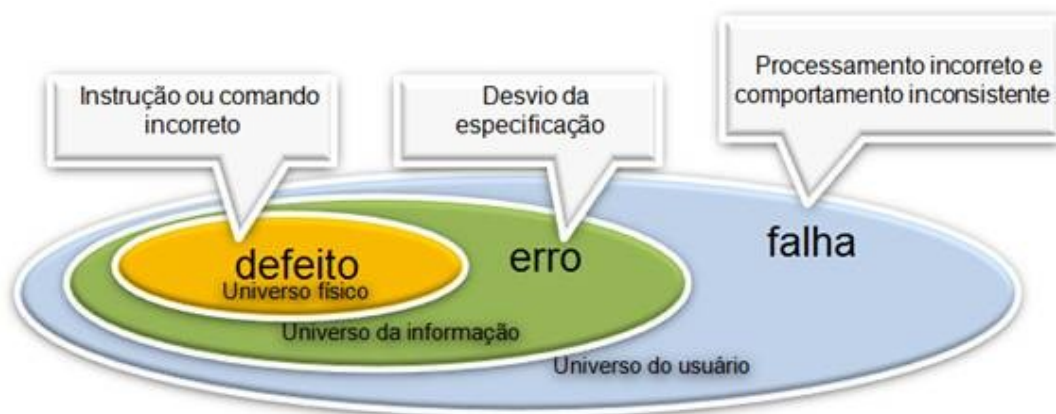 Instrução ou comando
incorreto
Desvio da
especificação
Processamento incorreto e
comportamento inconsistente
defeito
Universo físico
erro
Universo da informação
falha
Universo do usuário